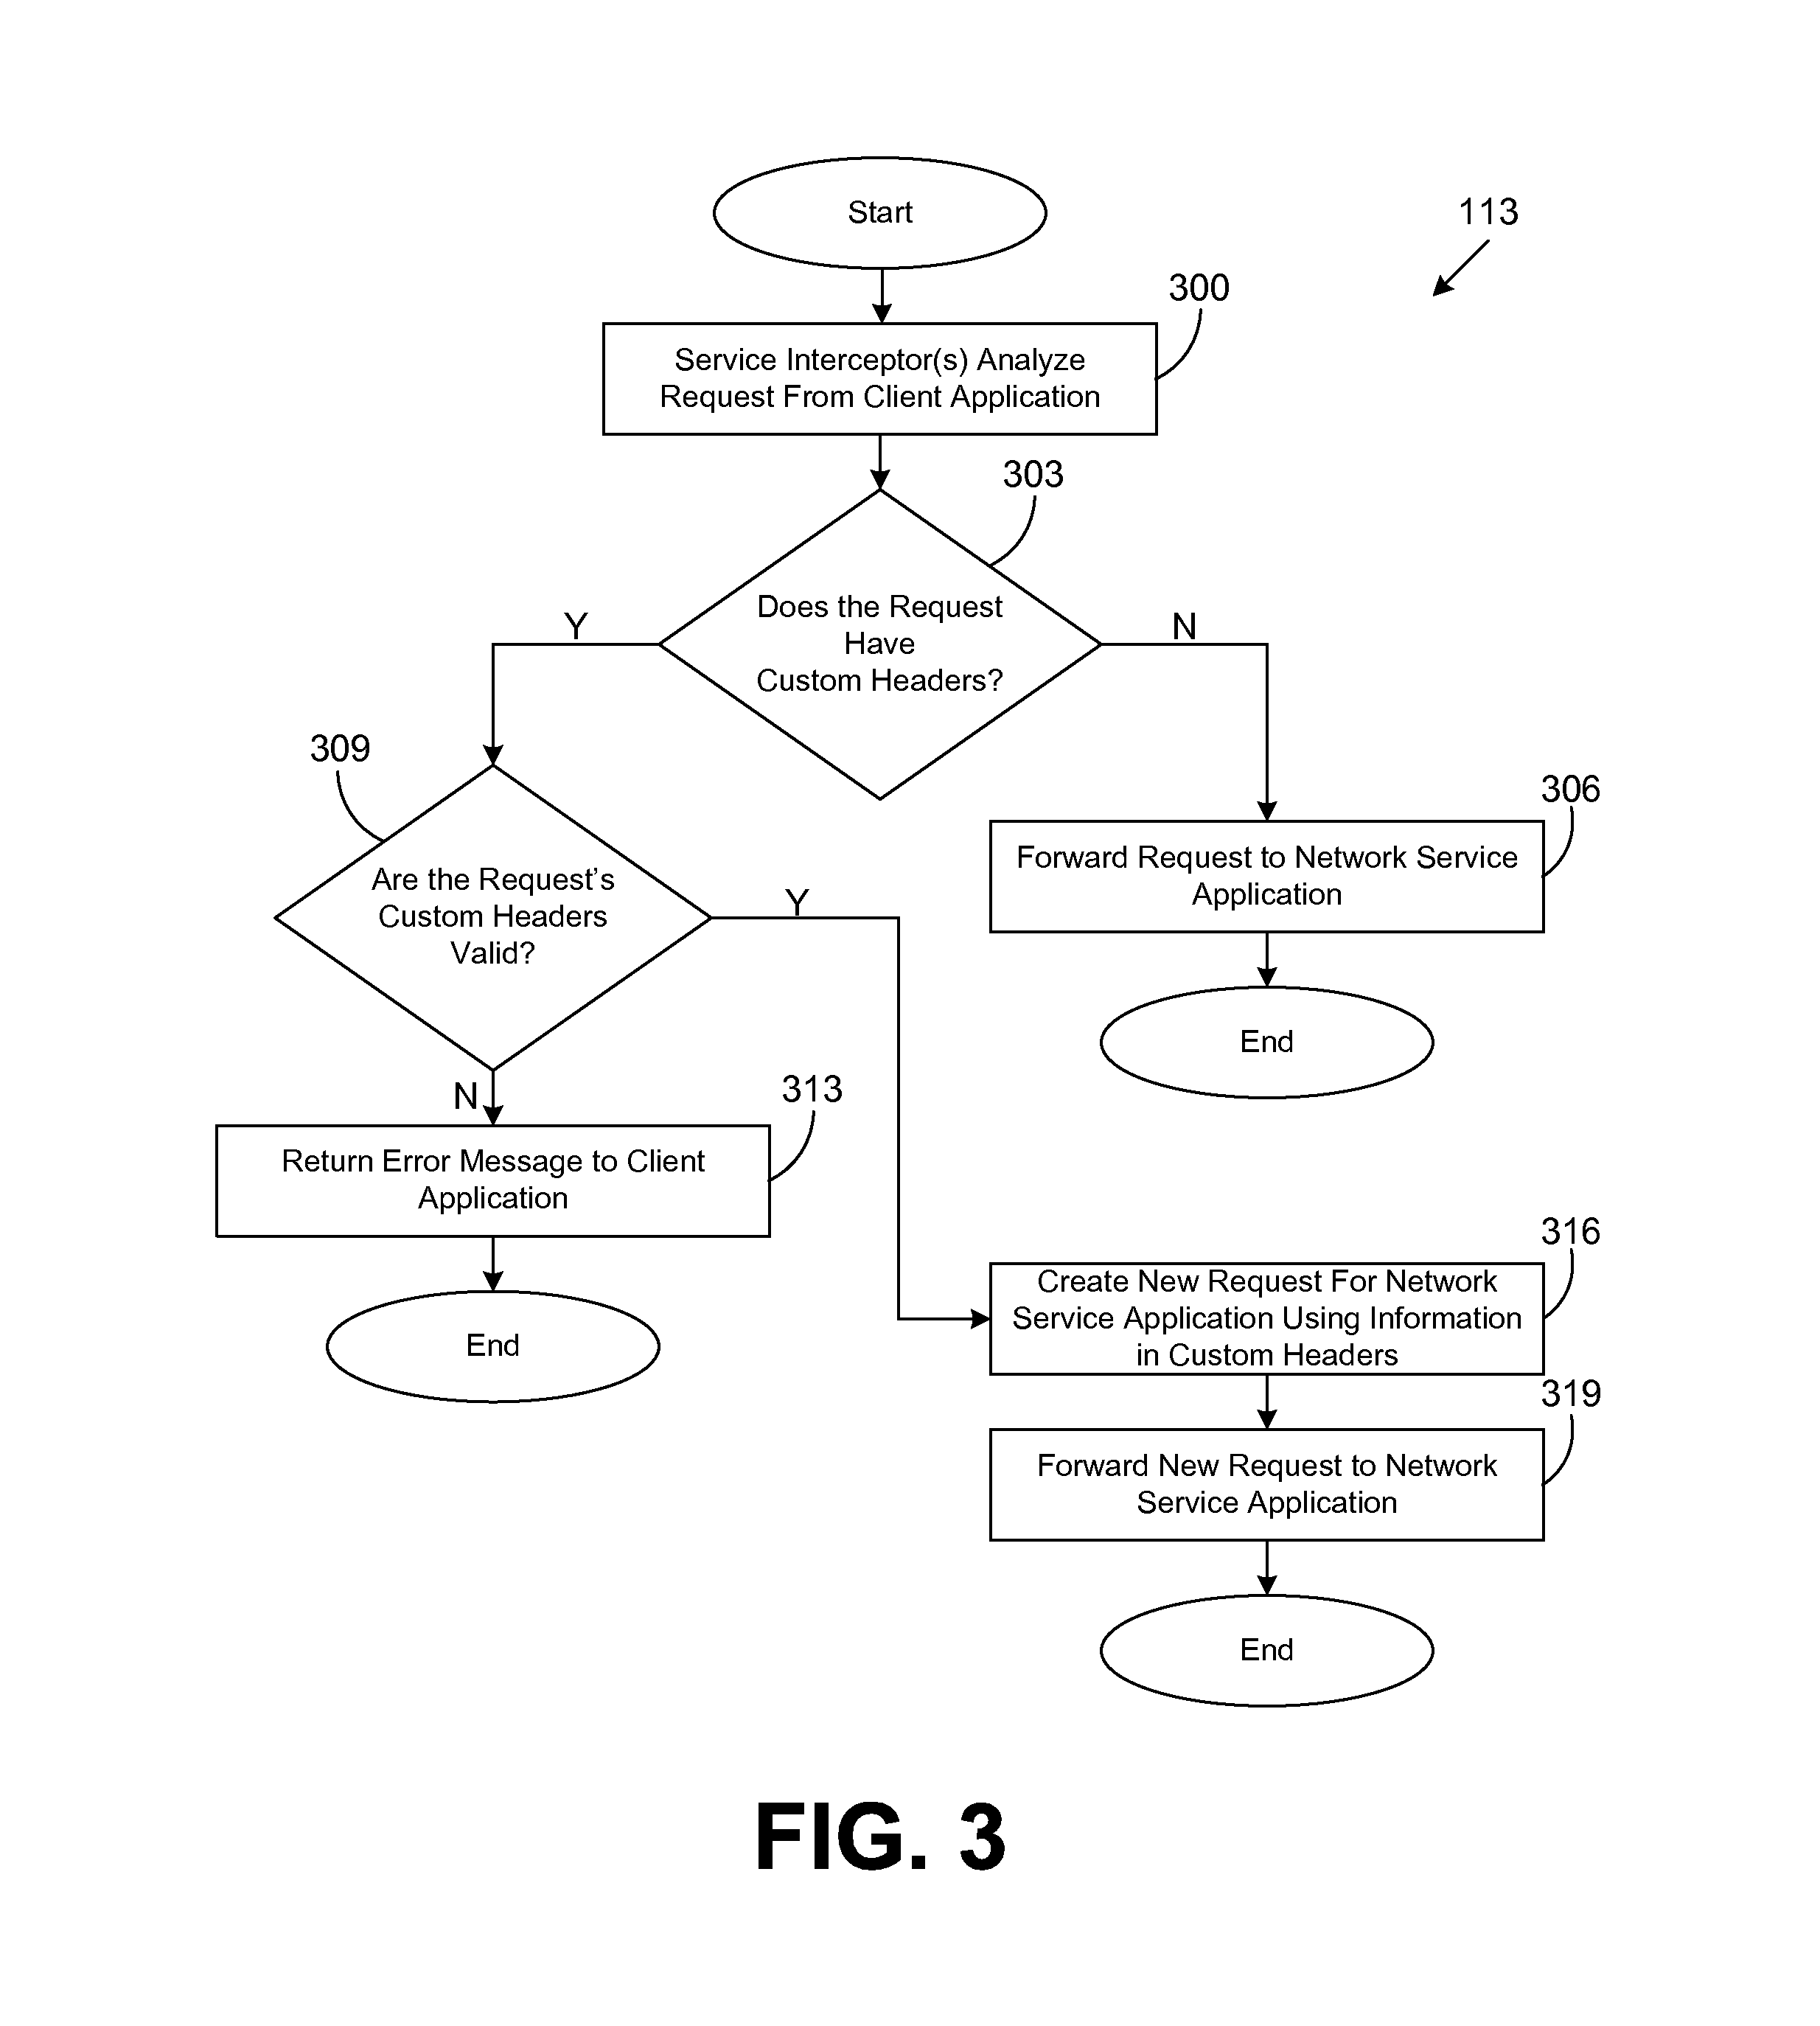 Start
113
300
Service Interceptor(s) Analyze
Request From Client Application
303
Does the Request
Have
Custom Headers?
Y
N
309
Are the Request's
Custom Headers
Valid?
Y
N
306
Forward Request to Network Service
Application
End
313
Return Error Message to Client
Application
End
316
Create New Request For Network
Service Application Using Information
in Custom Headers
319
Forward New Request to Network
Service Application
End
FIG. 3